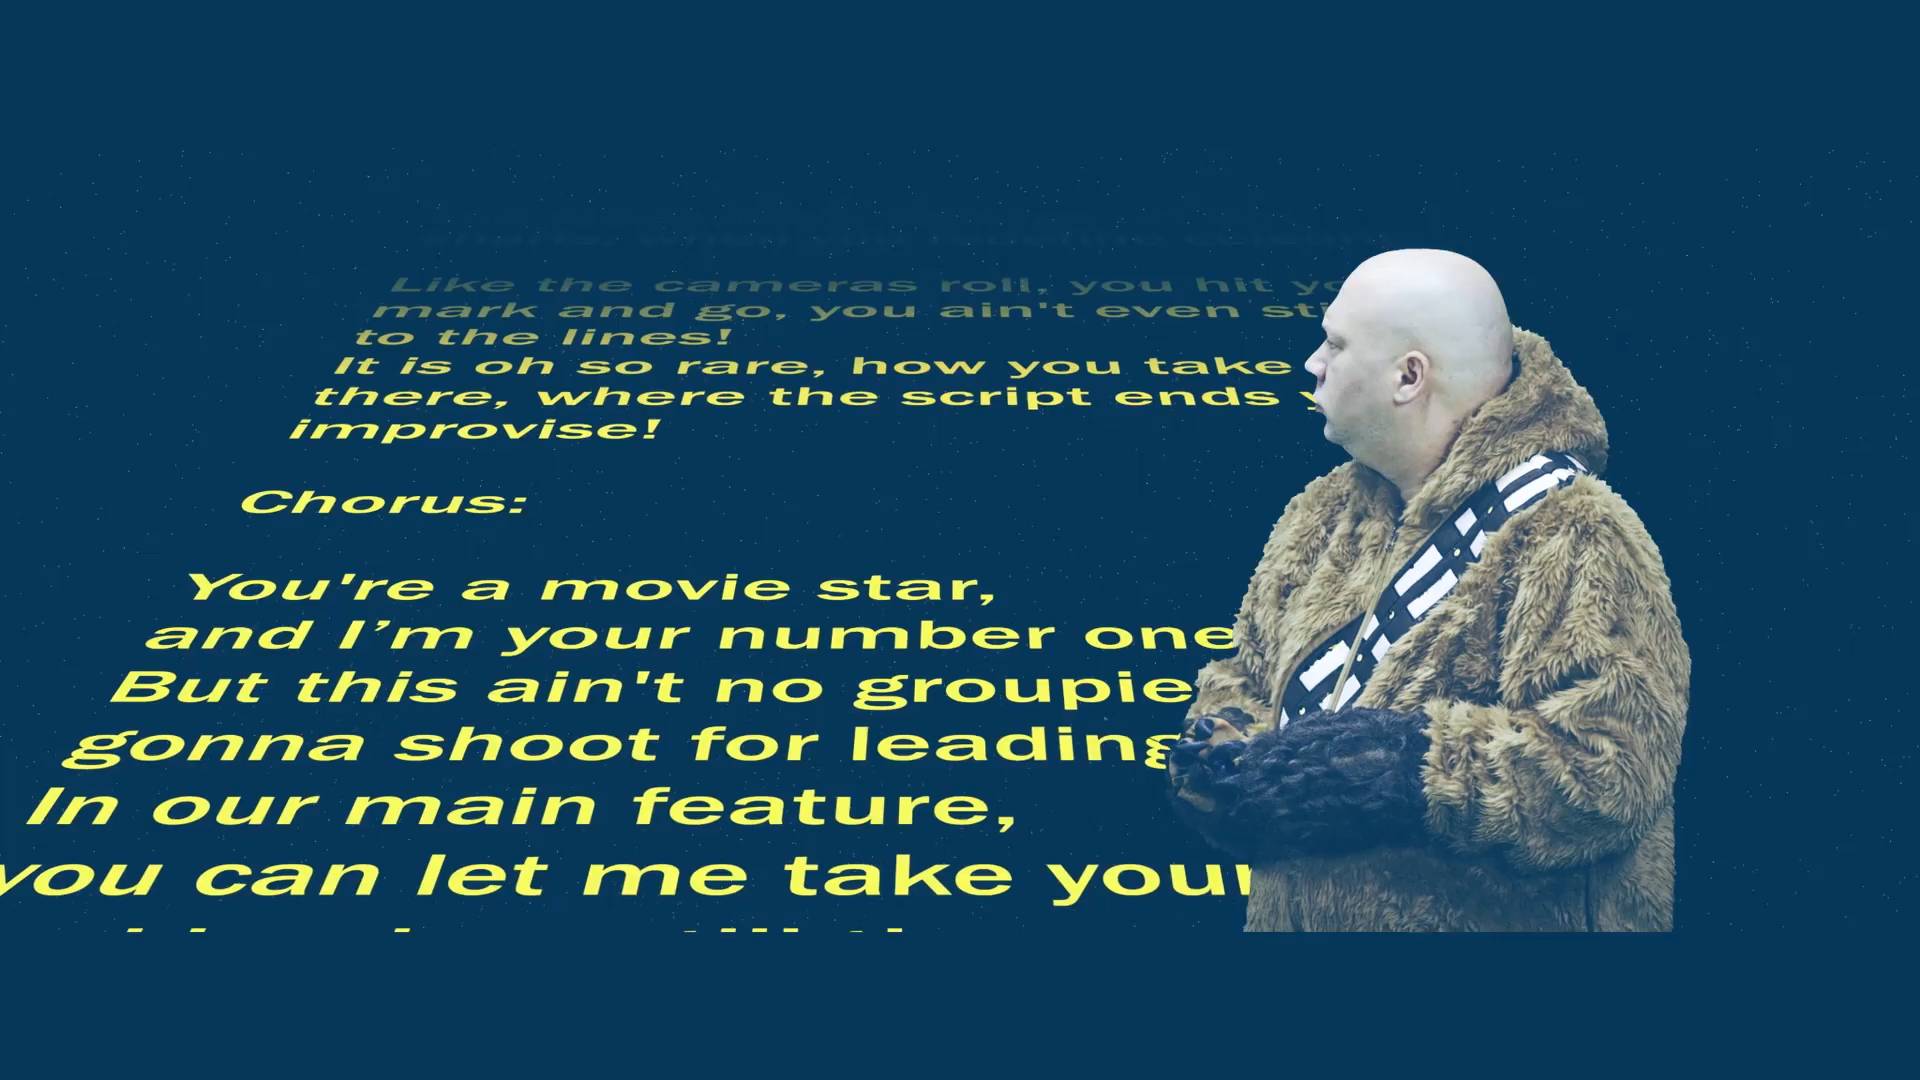 Like the cameras roll, you hit
mark and go, you ain't even
to the lines!
It is oh so rare, how you take
there, where the script ends
improvise!
Chorus:
You're a movie star,
and I’m your number one
But this ain't no groupie
gonna shoot for leading
In our main feature,
you can let me take your